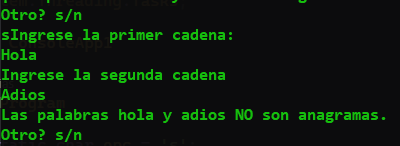 Otro? s/n
sIngrese la primer cadena:
Hola
Ingrese la segunda cadena
Adios
Las palabras hola y adios NO son anagramas.
Otro? s/n